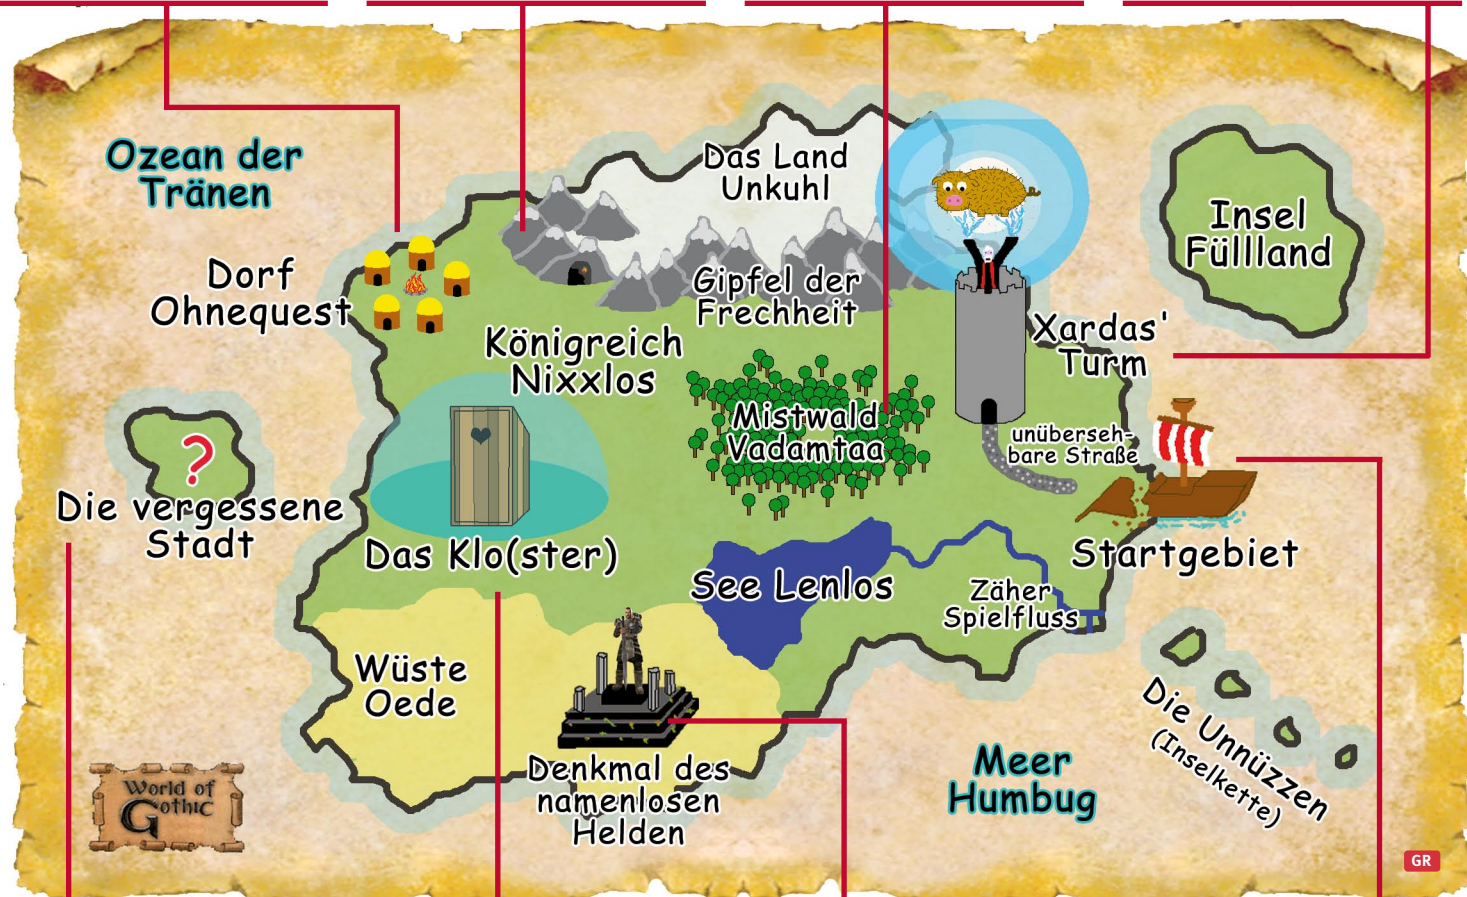 Ozean der
Tränen
Das Land
Unkuhl
Insel
Füllland
Dorf
Ohnequest
Gipfel der
Frechheit
Königreich
Nixxlos
Xardas'
Turm
Mistwald
Vadamtaa
unüberseh-
bare Straße
?
Die vergessene
Stadt
Das Klo(ster)
Startgebiet
See Lenlos
Zäher
Spielfluss
Wüste
Oede
Die Unnüzzen
(Inselkette)
Denkmal des
namenlosen
Helden
Meer
Humbug
World of
Gothic
GR